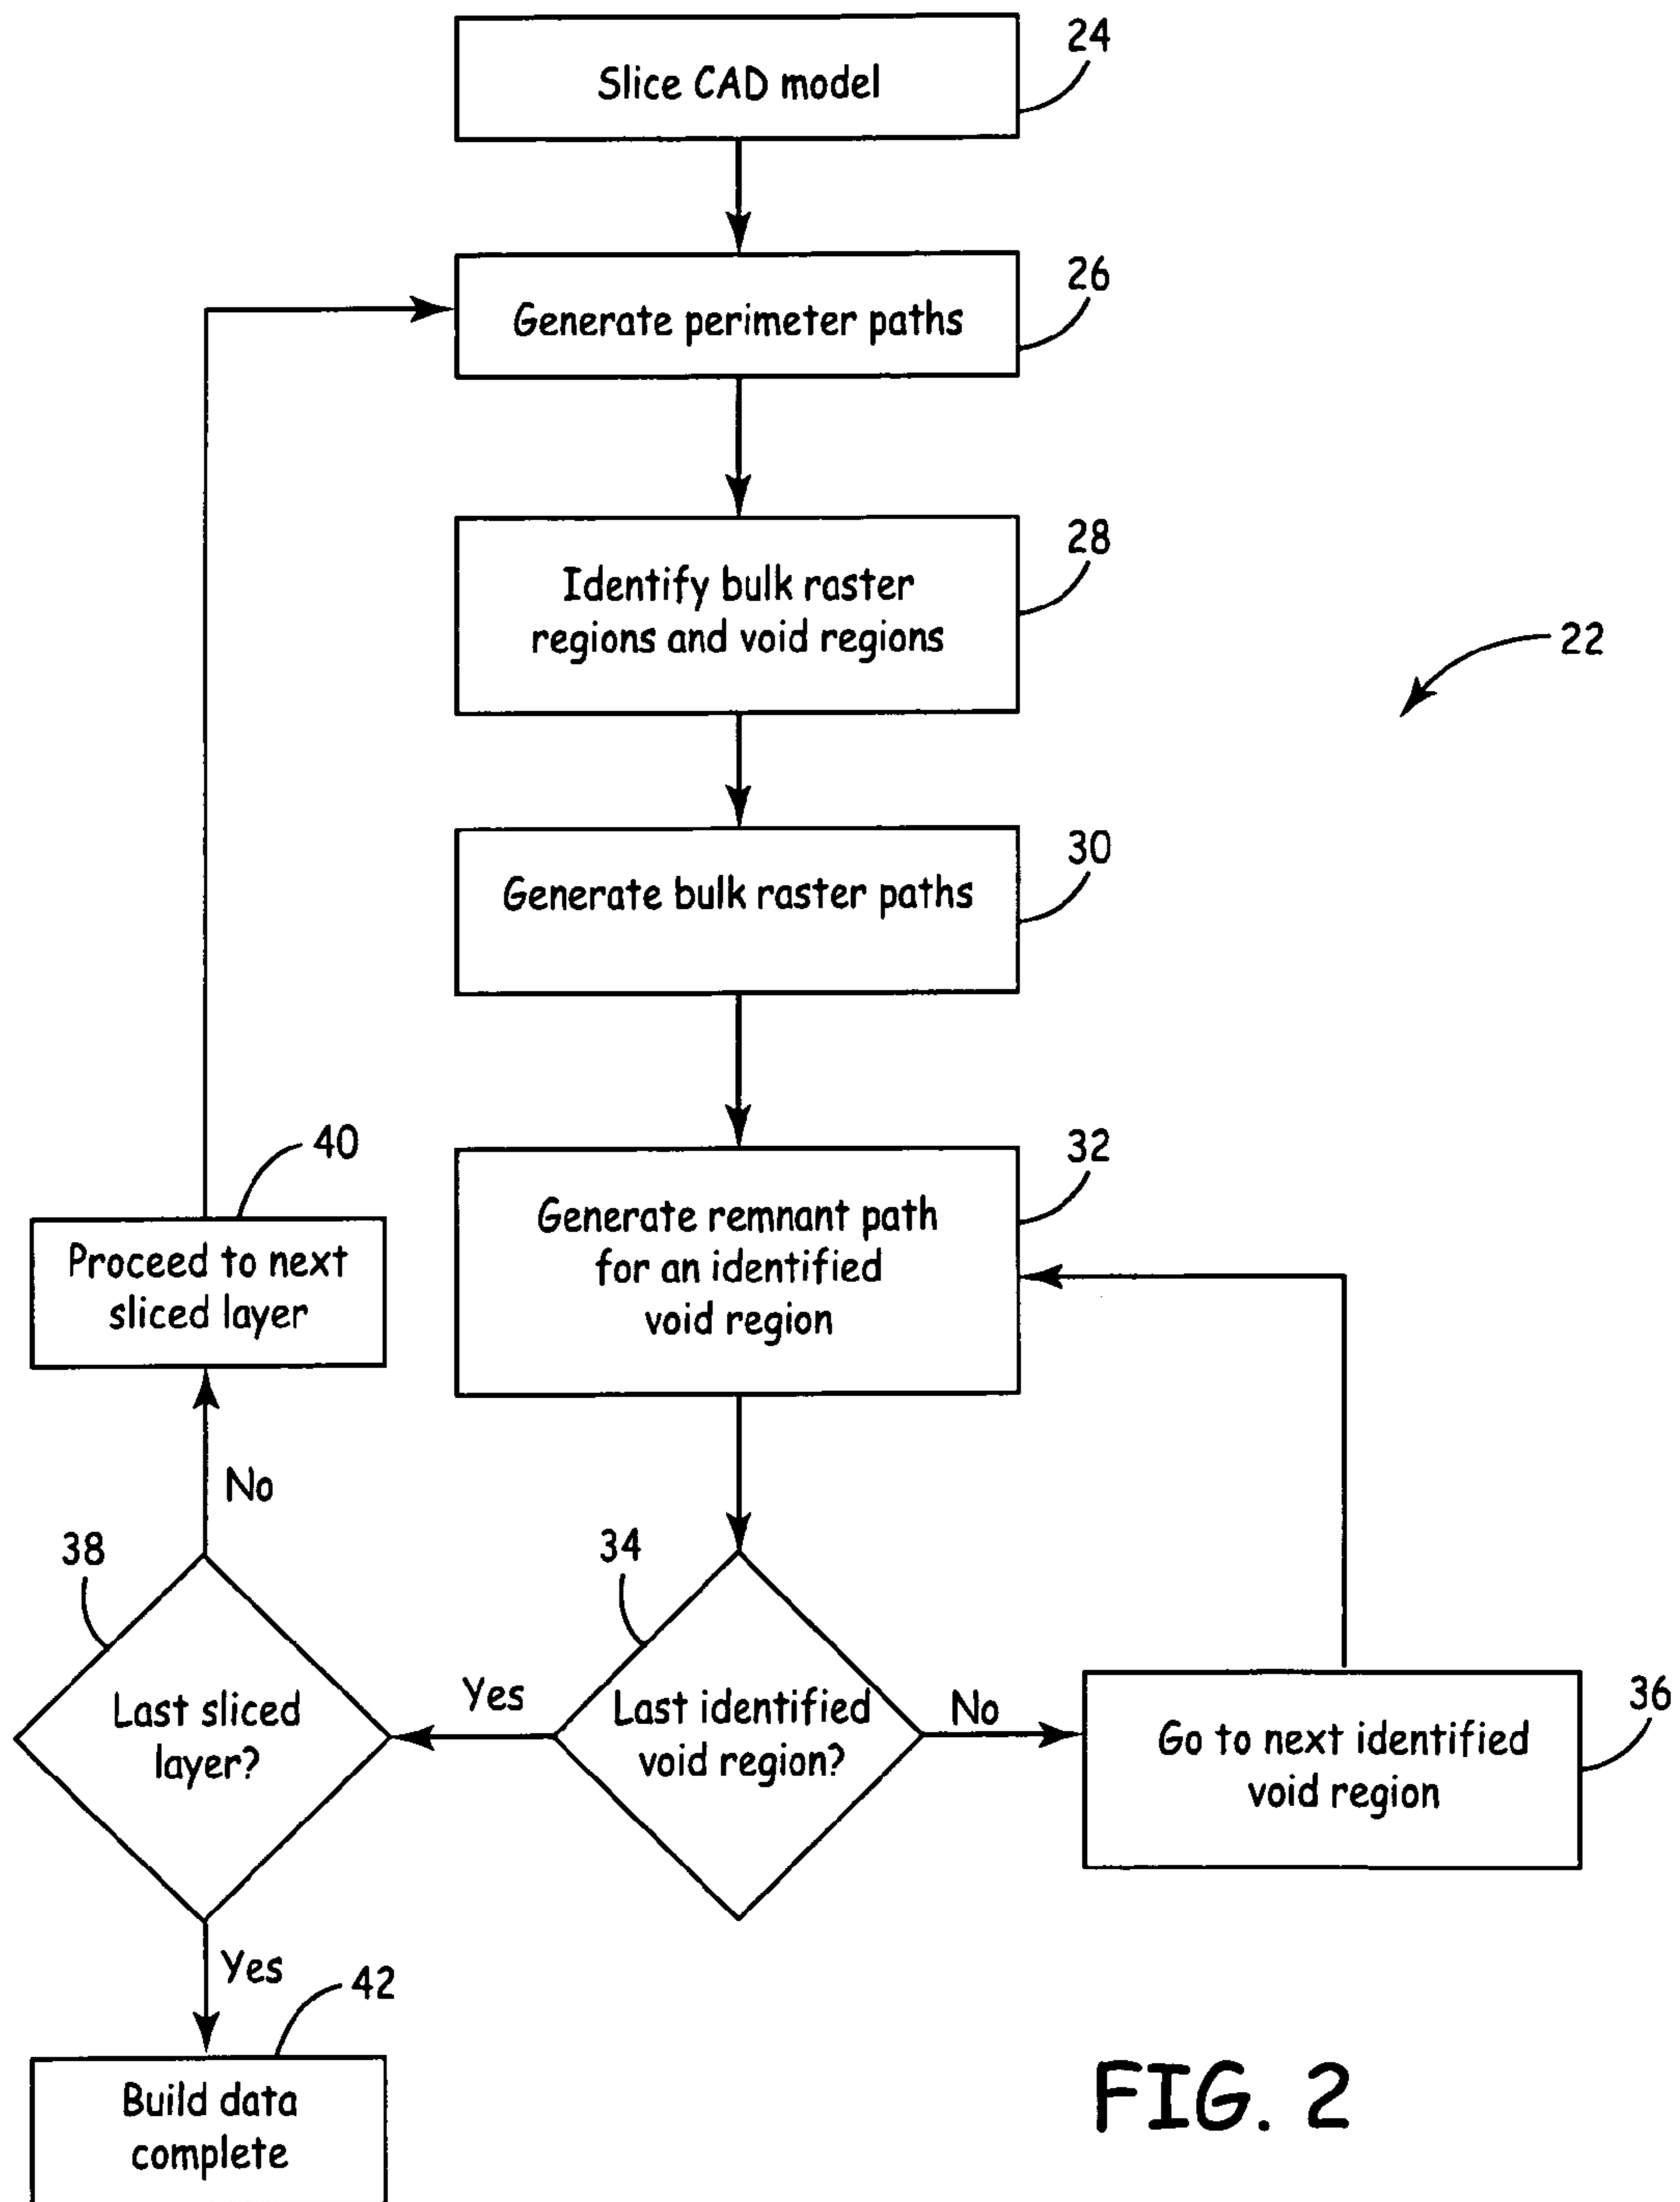 24
Slice CAD model
26
Generate perimeter paths
28
Identify bulk raster
regions and void regions
22
30
Generate bulk raster paths
32
Generate remnant path
for an identified
void region
40
Proceed to next
sliced layer
No
38
Last sliced
layer?
Yes
34
Last identified
void region?
No
36
Go to next identified
void region
Yes
42
Build data
complete
FIG. 2